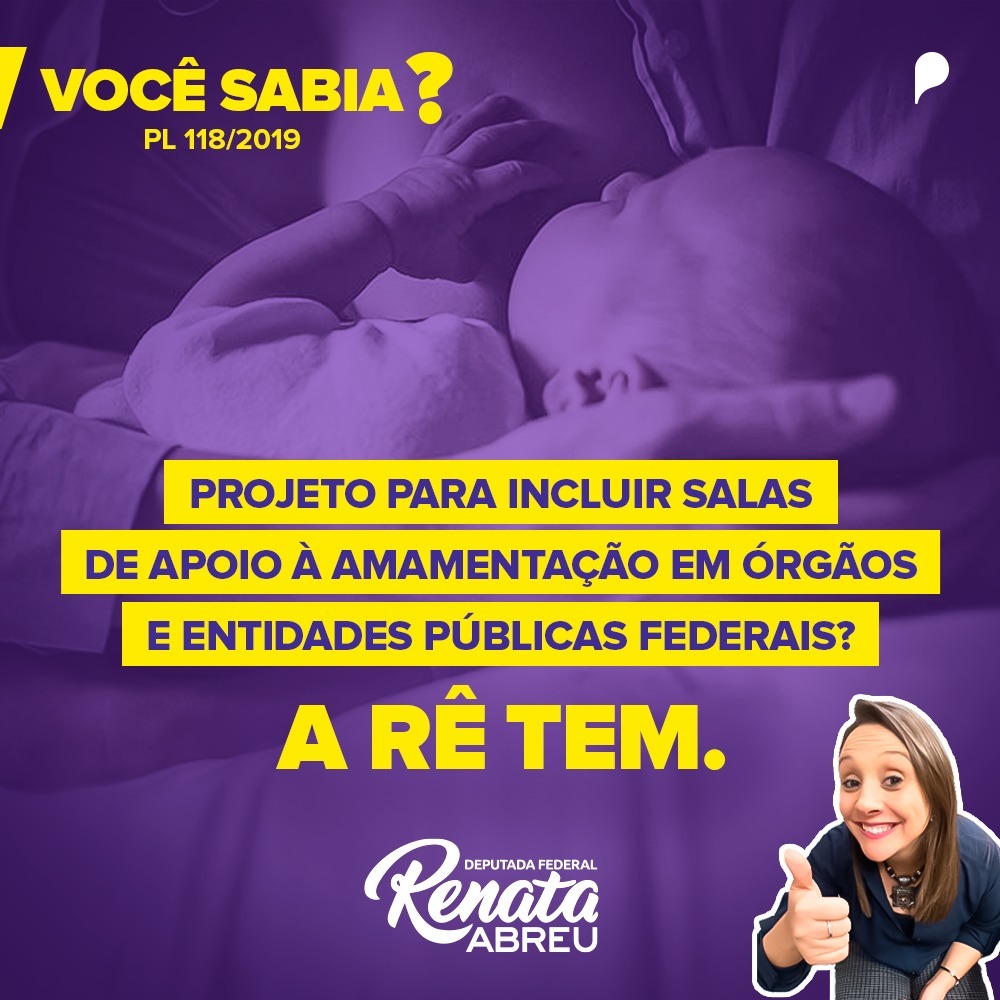 VOCÊ SABIA?
PL 118/2019
PROJETO PARA INCLUIR SALAS
DE APOIO À AMAMENTAÇÃO EM ÓRGÃOS
E ENTIDADES PÚBLICAS FEDERAIS?
A RÊ TEM.
DEPUTADA FEDERAL
Renata
ABREU